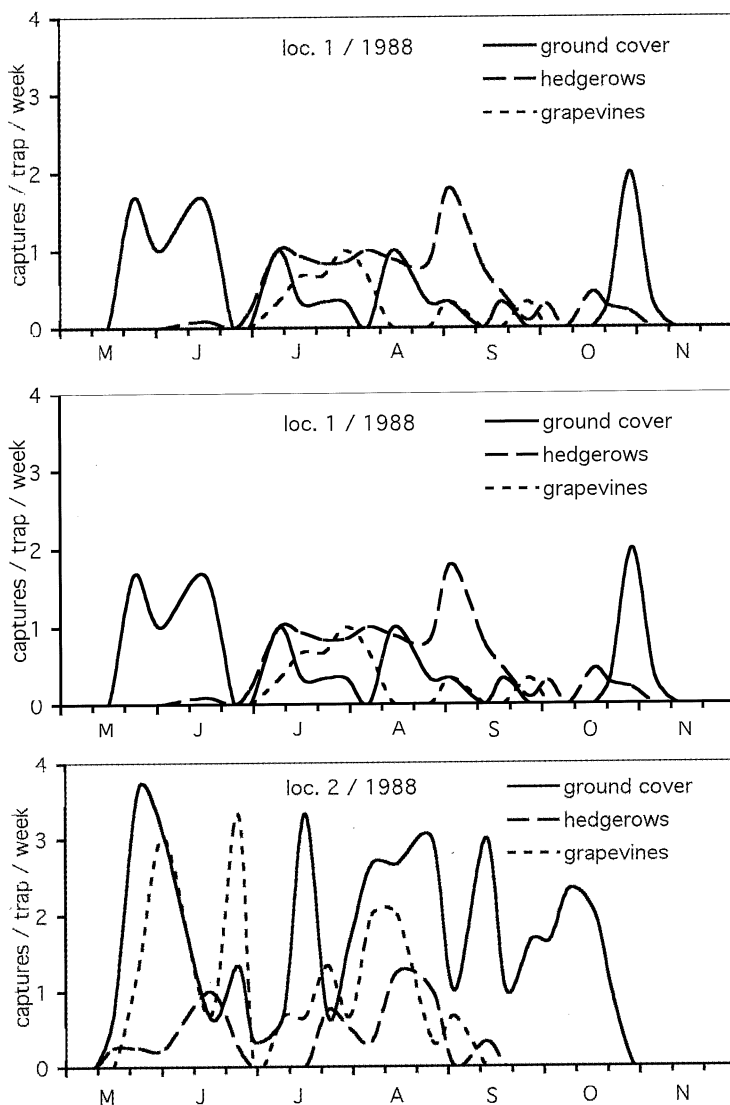 4
loc. 1 / 1988
ground cover
3
hedgerows
grapevines
2
1
0
captures / trap / week
M J J A S O N
4
loc. 1 / 1988
ground cover
3
hedgerows
grapevines
2
1
0
captures / trap / week
M J J A S O N
4
loc. 2 / 1988
ground cover
hedgerows
3
grapevines
2
1
0
captures / trap / week
M J J A S O N